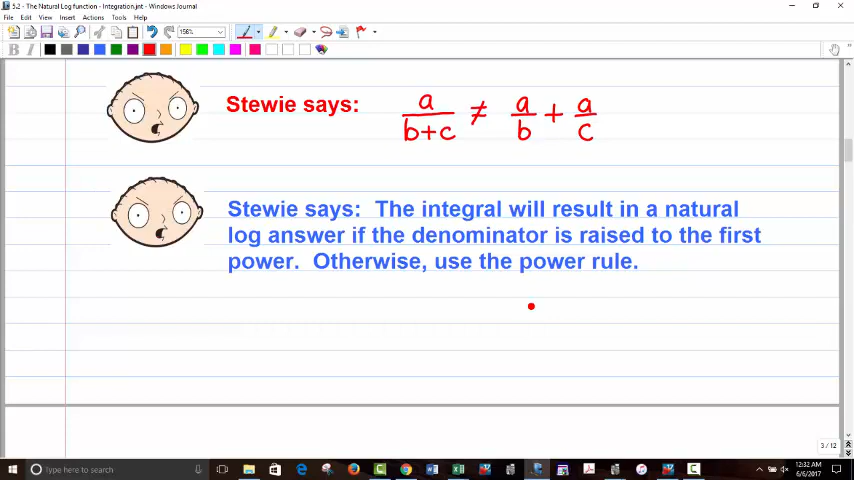 5.2 - The Natural Log function - Integration.jnt - Windows Journal
File Edit View Insert Actions Tools Help
156%
B I
Stewie says: a/(b+c) ≠ a/b + a/c
Stewie says: The integral will result in a natural
log answer if the denominator is raised to the first
power. Otherwise, use the power rule.
3 / 12
Type here to search
12:32 AM
6/6/2017